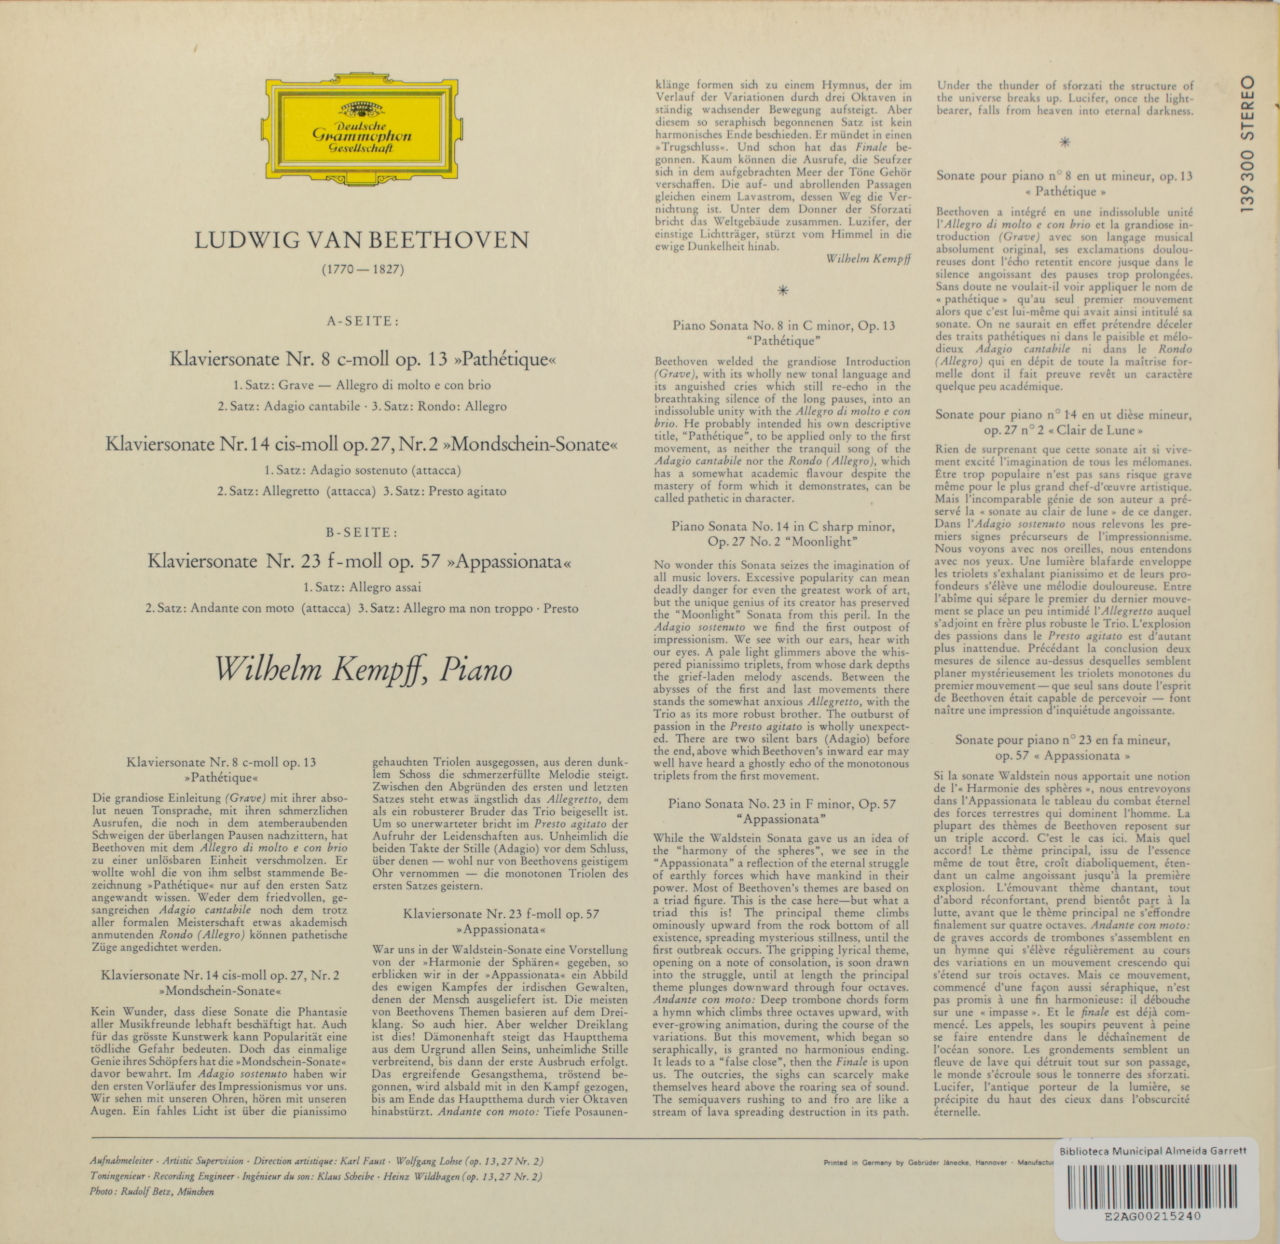 Deutsche
Grammophon
Gesellschaft
LUDWIG VAN BEETHOVEN
(1770 — 1827)
A-SEITE:
Klaviersonate Nr. 8 c-moll op. 13 »Pathétique«
1. Satz: Grave — Allegro di molto e con brio
2. Satz: Adagio cantabile · 3. Satz: Rondo: Allegro
Klaviersonate Nr. 14 cis-moll op. 27, Nr. 2 »Mondschein-Sonate«
1. Satz: Adagio sostenuto (attacca)
2. Satz: Allegretto (attacca) 3. Satz: Presto agitato
B-SEITE:
Klaviersonate Nr. 23 f-moll op. 57 »Appassionata«
1. Satz: Allegro assai
2. Satz: Andante con moto (attacca) 3. Satz: Allegro ma non troppo · Presto
Wilhelm Kempff, Piano
Klaviersonate Nr. 8 c-moll op. 13
»Pathétique«
Die grandiose Einleitung (Grave) mit ihrer abso-
lut neuen Tonsprache, mit ihren schmerzlichen
Ausrufen, die noch in dem atemberaubenden
Schweigen der überlangen Pausen nachzittern, hat
Beethoven mit dem Allegro di molto e con brio
zu einer unlösbaren Einheit verschmolzen. Er
wollte wohl die von ihm selbst stammende Be-
zeichnung »Pathétique« nur auf den ersten Satz
angewandt wissen. Weder dem friedvollen, ge-
sangreichen Adagio cantabile noch dem trotz
aller formalen Meisterschaft etwas akademisch
anmutenden Rondo (Allegro) können pathetische
Züge angedichtet werden.
Klaviersonate Nr. 14 cis-moll op. 27, Nr. 2
»Mondschein-Sonate«
Kein Wunder, dass diese Sonate die Phantasie
aller Musikfreunde lebhaft beschäftigt hat. Auch
für das grösste Kunstwerk kann Popularität eine
tödliche Gefahr bedeuten. Doch das einmalige
Genie ihres Schöpfers hat die »Mondschein-Sonate«
davor bewahrt. Im Adagio sostenuto haben wir
den ersten Vorläufer des Impressionismus vor uns.
Wir sehen mit unseren Ohren, hören mit unseren
Augen. Ein fahles Licht ist über die pianissimo
gehauchten Triolen ausgegossen, aus deren dunk-
lem Schoss die schmerzerfüllte Melodie steigt.
Zwischen den Abgründen des ersten und letzten
Satzes steht etwas ängstlich das Allegretto, dem
als ein robusterer Bruder das Trio beigesellt ist.
Um so unerwarteter bricht im Presto agitato der
Aufruhr der Leidenschaften aus. Unheimlich die
beiden Takte der Stille (Adagio) vor dem Schluss,
über denen — wohl nur von Beethovens geistigem
Ohr vernommen — die monotonen Triolen des
ersten Satzes geistern.
Klaviersonate Nr. 23 f-moll op. 57
»Appassionata«
War uns in der Waldstein-Sonate eine Vorstellung
von der »Harmonie der Sphären« gegeben, so
erblicken wir in der »Appassionata« ein Abbild
des ewigen Kampfes der irdischen Gewalten,
denen der Mensch ausgeliefert ist. Die meisten
von Beethovens Themen basieren auf dem Drei-
klang. So auch hier. Aber welcher Dreiklang
ist dies! Dämonenhaft steigt das Hauptthema
aus dem Urgrund allen Seins, unheimliche Stille
verbreitend, bis dann der erste Ausbruch erfolgt.
Das ergreifende Gesangsthema, tröstend be-
gonnen, wird alsbald mit in den Kampf gezogen,
bis am Ende das Hauptthema durch vier Oktaven
hinabstürzt. Andante con moto: Tiefe Posaunen-
klänge formen sich zu einem Hymnus, der im
Verlauf der Variationen durch drei Oktaven in
ständig wachsender Bewegung aufsteigt. Aber
diesem so seraphisch begonnenen Satz ist kein
harmonisches Ende beschieden. Er mündet in einen
»Trugschluss«. Und schon hat das Finale be-
gonnen. Kaum können die Ausrufe, die Seufzer
sich in dem aufgebrachten Meer der Töne Gehör
verschaffen. Die auf- und abrollenden Passagen
gleichen einem Lavastrom, dessen Weg die Ver-
nichtung ist. Unter dem Donner der Sforzati
bricht das Weltgebäude zusammen. Luzifer, der
einstige Lichtträger, stürzt vom Himmel in die
ewige Dunkelheit hinab.
Wilhelm Kempff
*
Piano Sonata No. 8 in C minor, Op. 13
"Pathétique"
Beethoven welded the grandiose Introduction
(Grave), with its wholly new tonal language and
its anguished cries which still re-echo in the
breathtaking silence of the long pauses, into an
indissoluble unity with the Allegro di molto e con
brio. He probably intended his own descriptive
title, "Pathétique", to be applied only to the first
movement, as neither the tranquil song of the
Adagio cantabile nor the Rondo (Allegro), which
has a somewhat academic flavour despite the
mastery of form which it demonstrates, can be
called pathetic in character.
Piano Sonata No. 14 in C sharp minor,
Op. 27 No. 2 "Moonlight"
No wonder this Sonata seizes the imagination of
all music lovers. Excessive popularity can mean
deadly danger for even the greatest work of art,
but the unique genius of its creator has preserved
the "Moonlight" Sonata from this peril. In the
Adagio sostenuto we find the first outpost of
impressionism. We see with our ears, hear with
our eyes. A pale light glimmers above the whis-
pered pianissimo triplets, from whose dark depths
the grief-laden melody ascends. Between the
abysses of the first and last movements there
stands the somewhat anxious Allegretto, with the
Trio as its more robust brother. The outburst of
passion in the Presto agitato is wholly unexpect-
ed. There are two silent bars (Adagio) before
the end, above which Beethoven's inward ear may
well have heard a ghostly echo of the monotonous
triplets from the first movement.
Piano Sonata No. 23 in F minor, Op. 57
"Appassionata"
While the Waldstein Sonata gave us an idea of
the "harmony of the spheres", we see in the
"Appassionata" a reflection of the eternal struggle
of earthly forces which have mankind in their
power. Most of Beethoven's themes are based on
a triad figure. This is the case here—but what a
triad this is! The principal theme climbs
ominously upward from the rock bottom of all
existence, spreading mysterious stillness, until the
first outbreak occurs. The gripping lyrical theme,
opening on a note of consolation, is soon drawn
into the struggle, until at length the principal
theme plunges downward through four octaves.
Andante con moto: Deep trombone chords form
a hymn which climbs three octaves upward, with
ever-growing animation, during the course of the
variations. But this movement, which began so
seraphically, is granted no harmonious ending.
It leads to a "false close", then the Finale is upon
us. The outcries, the sighs can scarcely make
themselves heard above the roaring sea of sound.
The semiquavers rushing to and fro are like a
stream of lava spreading destruction in its path.
Under the thunder of sforzati the structure of
the universe breaks up. Lucifer, once the light-
bearer, falls from heaven into eternal darkness.
*
Sonate pour piano n° 8 en ut mineur, op. 13
« Pathétique »
Beethoven a intégré en une indissoluble unité
l'Allegro di molto e con brio et la grandiose in-
troduction (Grave) avec son langage musical
absolument original, ses exclamations doulou-
reuses dont l'écho retentit encore jusque dans le
silence angoissant des pauses trop prolongées.
Sans doute ne voulait-il voir appliquer le nom de
« pathétique » qu'au seul premier mouvement
alors que c'est lui-même qui avait ainsi intitulé sa
sonate. On ne saurait en effet prétendre déceler
des traits pathétiques ni dans le paisible et mélo-
dieux Adagio cantabile ni dans le Rondo
(Allegro) qui en dépit de toute la maîtrise for-
melle dont il fait preuve revêt un caractère
quelque peu académique.
Sonate pour piano n° 14 en ut dièse mineur,
op. 27 n° 2 « Clair de Lune »
Rien de surprenant que cette sonate ait si vive-
ment excité l'imagination de tous les mélomanes.
Être trop populaire n'est pas sans risque grave
même pour le plus grand chef-d'œuvre artistique.
Mais l'incomparable génie de son auteur a pré-
servé la « sonate au clair de lune » de ce danger.
Dans l'Adagio sostenuto nous relevons les pre-
miers signes précurseurs de l'impressionnisme.
Nous voyons avec nos oreilles, nous entendons
avec nos yeux. Une lumière blafarde enveloppe
les triolets s'exhalant pianissimo et de leurs pro-
fondeurs s'élève une mélodie douloureuse. Entre
l'abîme qui sépare le premier du dernier mouve-
ment se place un peu intimidé l'Allegretto auquel
s'adjoint en frère plus robuste le Trio. L'explosion
des passions dans le Presto agitato est d'autant
plus inattendue. Précédant la conclusion deux
mesures de silence au-dessus desquelles semblent
planer mystérieusement les triolets monotones du
premier mouvement — que seul sans doute l'esprit
de Beethoven était capable de percevoir — font
naître une impression d'inquiétude angoissante.
Sonate pour piano n° 23 en fa mineur,
op. 57 « Appassionata »
Si la sonate Waldstein nous apportait une notion
de l'« Harmonie des sphères », nous entrevoyons
dans l'Appassionata le tableau du combat éternel
des forces terrestres qui dominent l'homme. La
plupart des thèmes de Beethoven reposent sur
un triple accord. C'est le cas ici. Mais quel
accord! Le thème principal, issu de l'essence
même de tout être, croît diaboliquement, éten-
dant un calme angoissant jusqu'à la première
explosion. L'émouvant thème chantant, tout
d'abord réconfortant, prend bientôt part à la
lutte, avant que le thème principal ne s'effondre
finalement sur quatre octaves. Andante con moto:
de graves accords de trombones s'assemblent en
un hymne qui s'élève régulièrement au cours
des variations en un mouvement crescendo qui
s'étend sur trois octaves. Mais ce mouvement,
commencé d'une façon aussi séraphique, n'est
pas promis à une fin harmonieuse: il débouche
sur une « impasse ». Et le finale est déjà com-
mencé. Les appels, les soupirs peuvent à peine
se faire entendre dans le déchaînement de
l'océan sonore. Les grondements semblent un
fleuve de lave qui détruit tout sur son passage,
le monde s'écroule sous le tonnerre des sforzati.
Lucifer, l'antique porteur de la lumière, se
précipite du haut des cieux dans l'obscurité
éternelle.
139 300 STEREO
Aufnahmeleiter · Artistic Supervision · Direction artistique: Karl Faust · Wolfgang Lohse (op. 13, 27 Nr. 2)
Toningenieur · Recording Engineer · Ingénieur du son: Klaus Scheibe · Heinz Wildhagen (op. 13, 27 Nr. 2)
Photo: Rudolf Betz, München
Printed in Germany by Gebrüder Jänecke, Hannover · Manufactur
Biblioteca Municipal Almeida Garrett
E2AG00215240